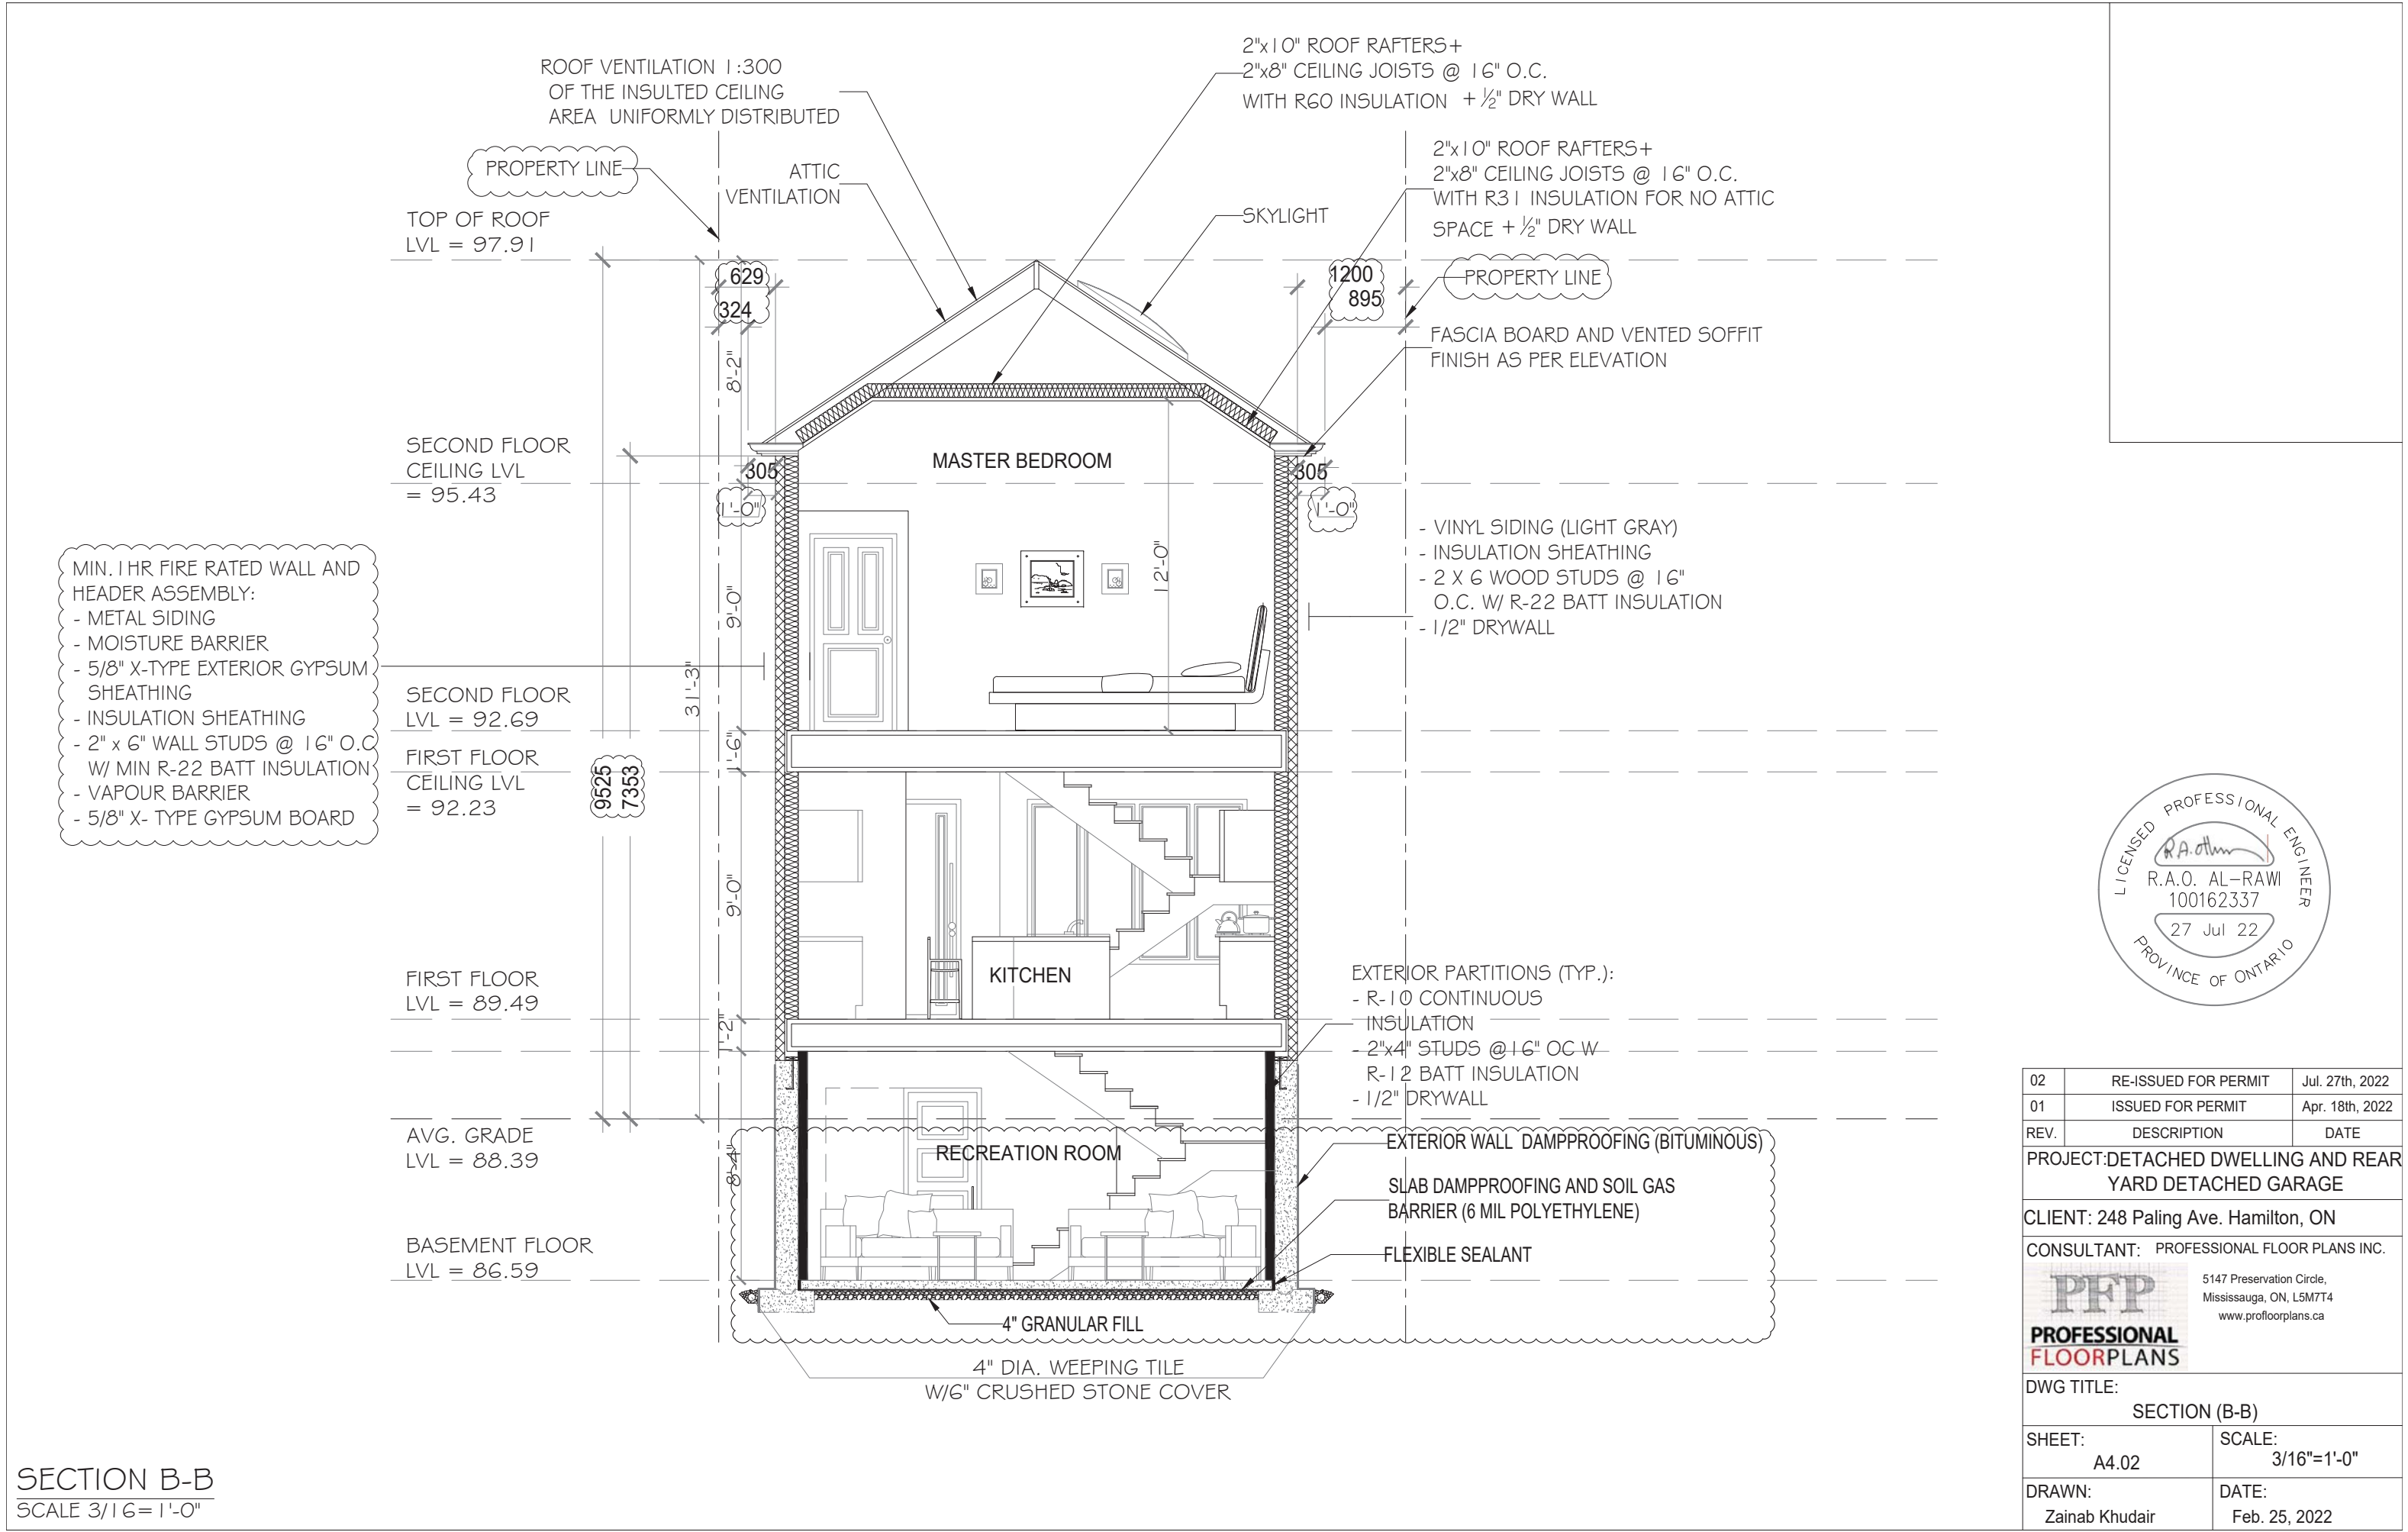 ROOF VENTILATION 1:300
OF THE INSULTED CEILING
AREA UNIFORMLY DISTRIBUTED
2"x10" ROOF RAFTERS+
2"x8" CEILING JOISTS @ 16" O.C.
WITH R60 INSULATION + ½" DRY WALL
PROPERTY LINE
ATTIC
VENTILATION
2"x10" ROOF RAFTERS+
2"x8" CEILING JOISTS @ 16" O.C.
WITH R31 INSULATION FOR NO ATTIC
SPACE + ½" DRY WALL
SKYLIGHT
TOP OF ROOF
LVL = 97.91
629
324
1200
895
PROPERTY LINE
FASCIA BOARD AND VENTED SOFFIT
FINISH AS PER ELEVATION
8'-2"
SECOND FLOOR
CEILING LVL
= 95.43
MASTER BEDROOM
305
1'-0"
305
1'-0"
12'-0"
9'-0"
- VINYL SIDING (LIGHT GRAY)
- INSULATION SHEATHING
- 2 X 6 WOOD STUDS @ 16"
O.C. W/ R-22 BATT INSULATION
- 1/2" DRYWALL
MIN. 1HR FIRE RATED WALL AND
HEADER ASSEMBLY:
- METAL SIDING
- MOISTURE BARRIER
- 5/8" X-TYPE EXTERIOR GYPSUM
SHEATHING
- INSULATION SHEATHING
- 2" x 6" WALL STUDS @ 16" O.C
W/ MIN R-22 BATT INSULATION
- VAPOUR BARRIER
- 5/8" X- TYPE GYPSUM BOARD
31'-3"
SECOND FLOOR
LVL = 92.69
1'-6"
FIRST FLOOR
CEILING LVL
= 92.23
9525
7353
9'-0"
KITCHEN
FIRST FLOOR
LVL = 89.49
1'-2"
EXTERIOR PARTITIONS (TYP.):
- R-10 CONTINUOUS
INSULATION
- 2"x4" STUDS @16" OC W
R-12 BATT INSULATION
- 1/2" DRYWALL
AVG. GRADE
LVL = 88.39
8'-4"
RECREATION ROOM
EXTERIOR WALL DAMPPROOFING (BITUMINOUS)
SLAB DAMPPROOFING AND SOIL GAS
BARRIER (6 MIL POLYETHYLENE)
FLEXIBLE SEALANT
BASEMENT FLOOR
LVL = 86.59
4" GRANULAR FILL
4" DIA. WEEPING TILE
W/6" CRUSHED STONE COVER
SECTION B-B
SCALE 3/16=1'-0"
LICENSED PROFESSIONAL ENGINEER
R.A.O. AL-RAWI
100162337
27 Jul 22
PROVINCE OF ONTARIO
02 RE-ISSUED FOR PERMIT Jul. 27th, 2022
01 ISSUED FOR PERMIT Apr. 18th, 2022
REV. DESCRIPTION DATE
PROJECT: DETACHED DWELLING AND REAR
YARD DETACHED GARAGE
CLIENT: 248 Paling Ave. Hamilton, ON
CONSULTANT: PROFESSIONAL FLOOR PLANS INC.
PFP
PROFESSIONAL
FLOORPLANS
5147 Preservation Circle,
Mississauga, ON, L5M7T4
www.profloorplans.ca
DWG TITLE:
SECTION (B-B)
SHEET:
A4.02
SCALE:
3/16"=1'-0"
DRAWN:
Zainab Khudair
DATE:
Feb. 25, 2022